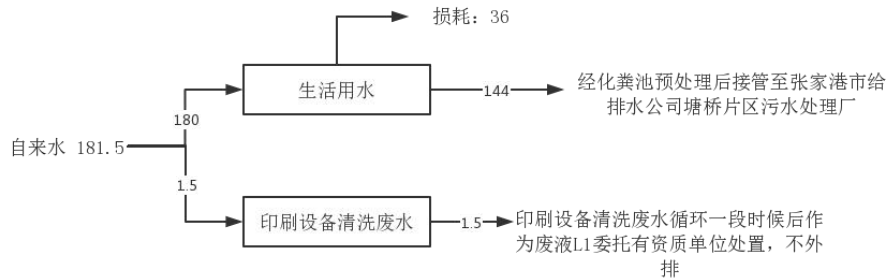 损耗：36
生活用水
180
144
经化粪池预处理后接管至张家港市给
排水公司塘桥片区污水处理厂
自来水 181.5
1.5
印刷设备清洗废水
1.5
印刷设备清洗废水循环一段时候后作
为废液L1委托有资质单位处置，不外
排